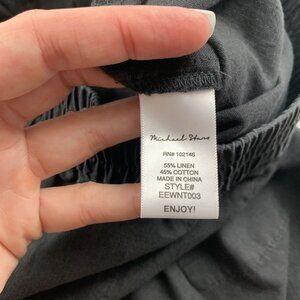 Michael Stars
RN# 102146
55% LINEN
45% COTTON
MADE IN CHINA
STYLE#
EEWNT003
ENJOY!